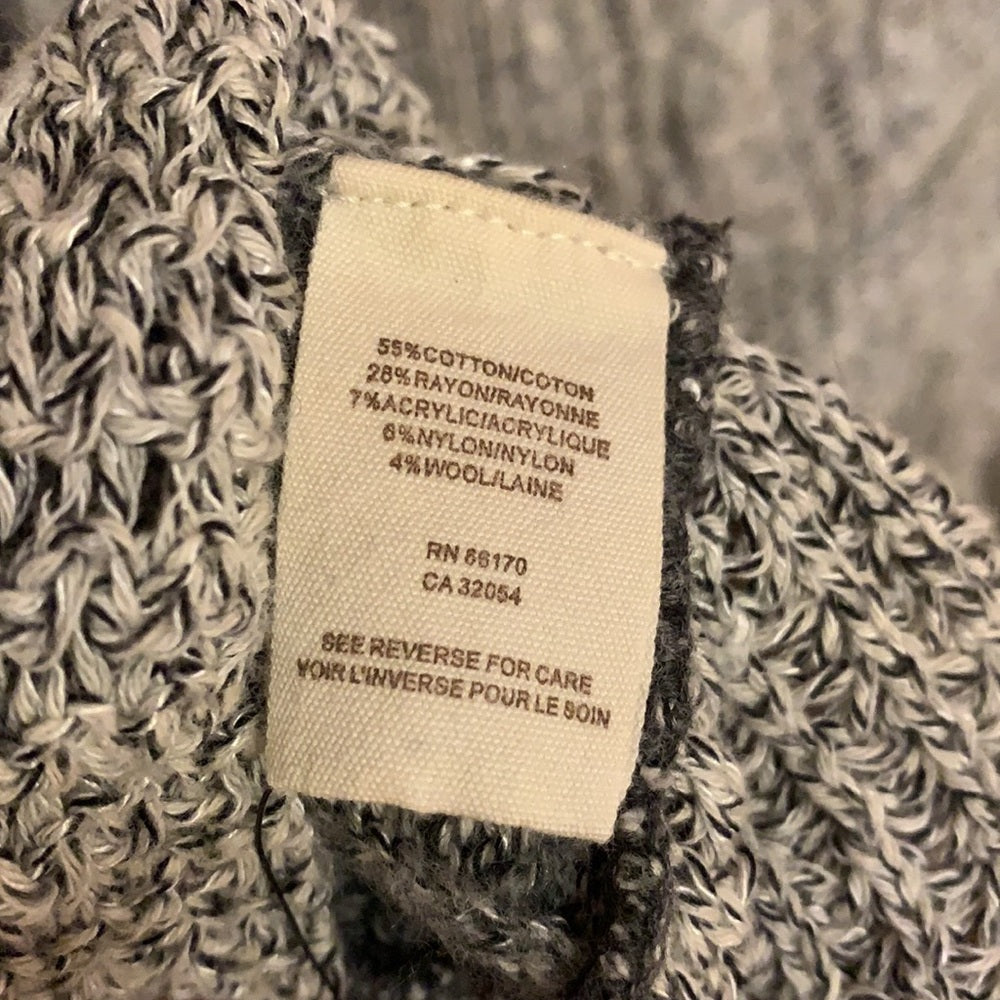 55%COTTON/COTON
28%RAYON/RAYONNE
7%ACRYLIC/ACRYLIQUE
6%NYLON/NYLON
4%WOOL/LAINE
RN 66170
CA 32054
SEE REVERSE FOR CARE
VOIR L'INVERSE POUR LE SOIN